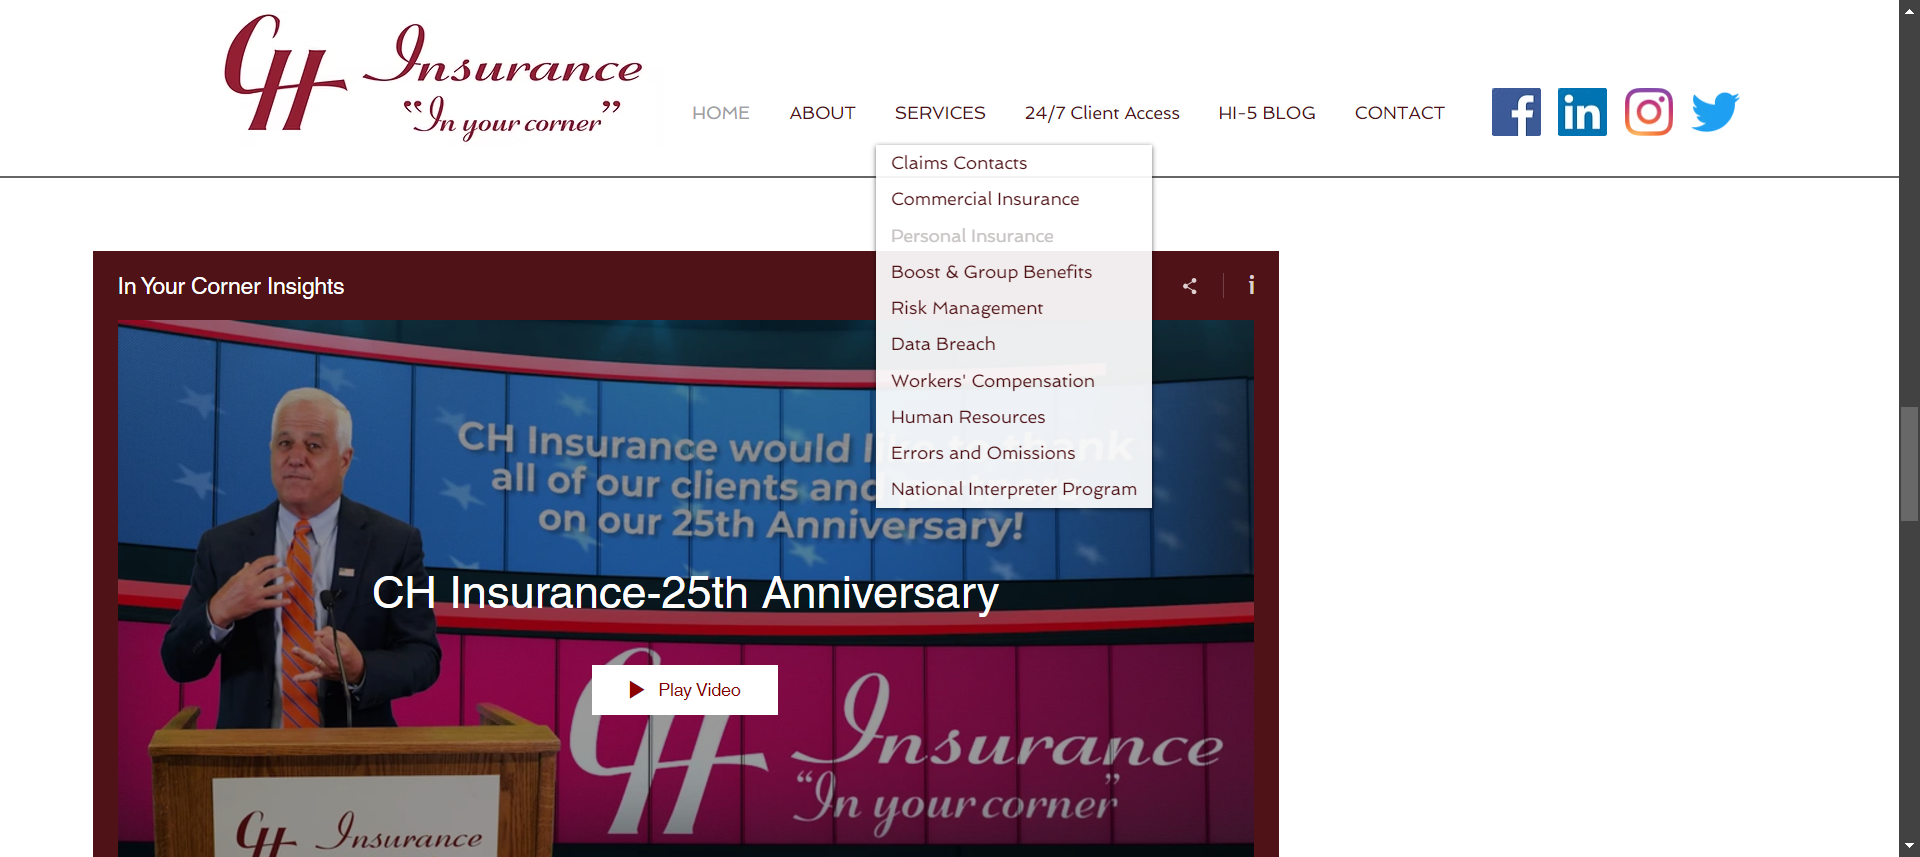 CH Insurance
"In your corner"
HOME ABOUT SERVICES 24/7 Client Access HI-5 BLOG CONTACT
Claims Contacts
Commercial Insurance
Personal Insurance
Boost & Group Benefits
Risk Management
Data Breach
Workers' Compensation
Human Resources
Errors and Omissions
National Interpreter Program
In Your Corner Insights
CH Insurance would like to thank
all of our clients and
on our 25th Anniversary!
CH Insurance-25th Anniversary
Play Video
CH Insurance
"In your corner"
CH Insurance